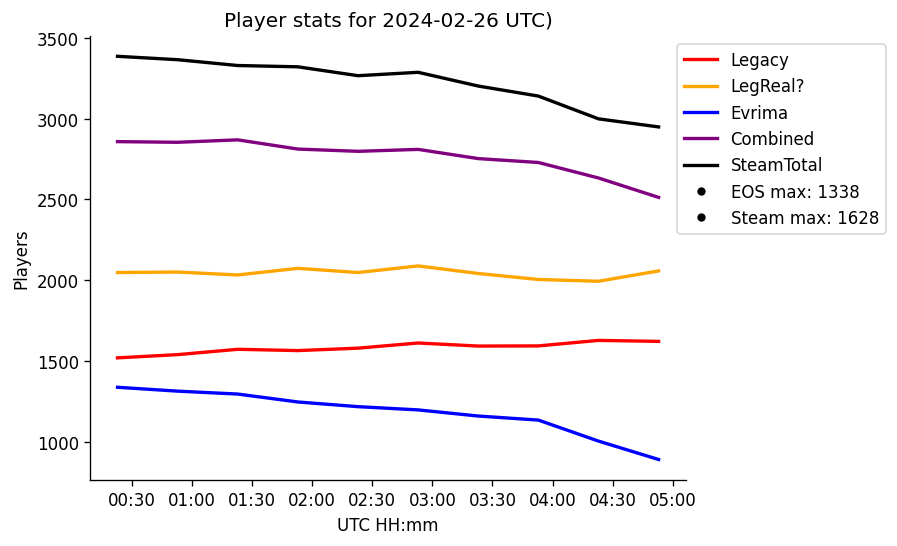 Player stats for 2024-02-26 UTC)
3500
3000
2500
2000
1500
1000
Players
00:30 01:00 01:30 02:00 02:30 03:00 03:30 04:00 04:30 05:00
UTC HH:mm
Legacy
LegReal?
Evrima
Combined
SteamTotal
EOS max: 1338
Steam max: 1628